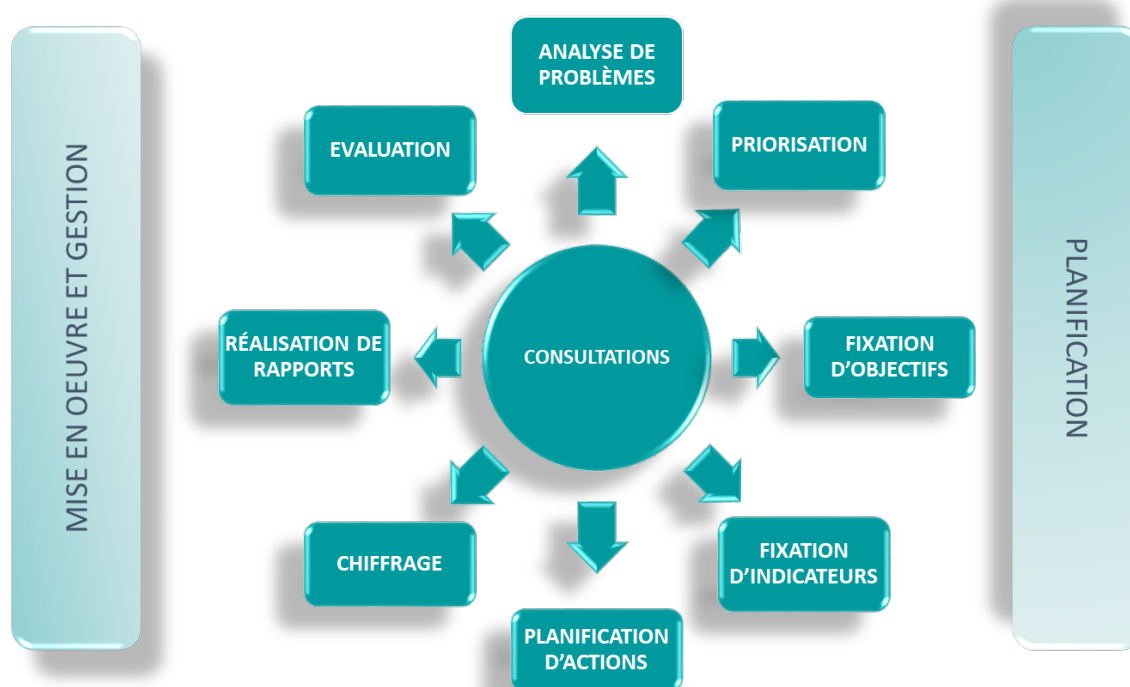 MISE EN OEUVRE ET GESTION
ANALYSE DE
PROBLÈMES
PRIORISATION
FIXATION
D’OBJECTIFS
FIXATION
D’INDICATEURS
PLANIFICATION
D’ACTIONS
CHIFFRAGE
RÉALISATION DE
RAPPORTS
EVALUATION
CONSULTATIONS
PLANIFICATION